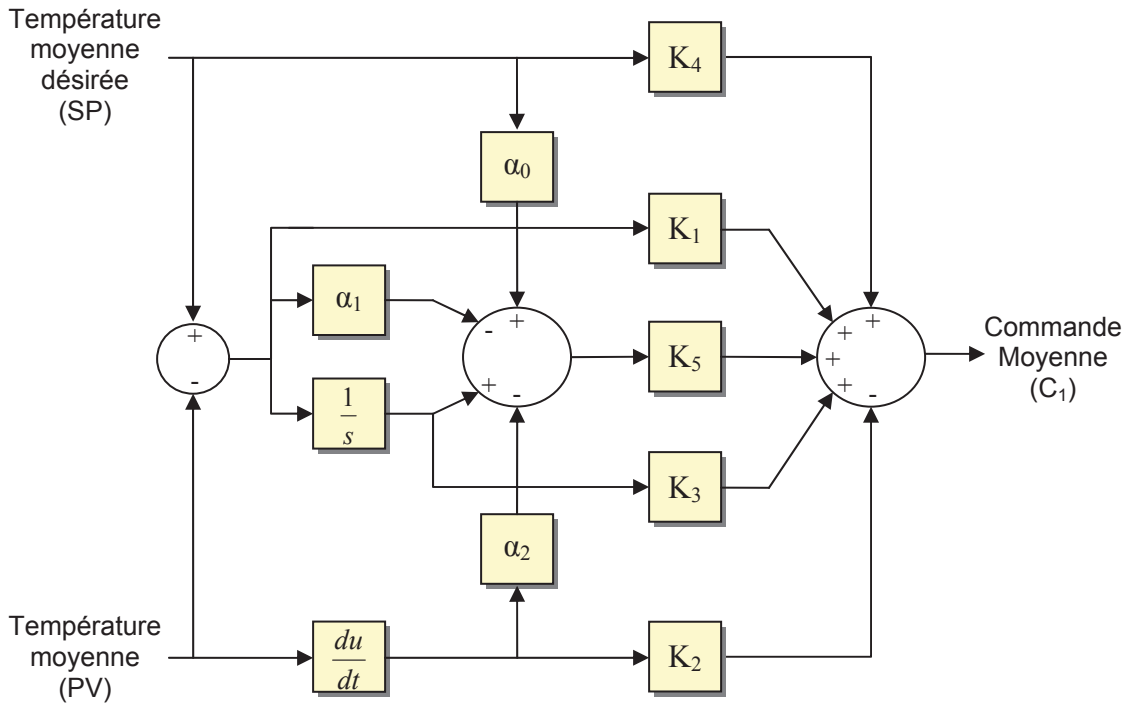 Température
moyenne
désirée
(SP)
K₄
α₀
K₁
α₁
- +
+ -
+
-
+ +
+
+ -
K₅
1
s
Commande
Moyenne
(C₁)
K₃
α₂
Température
moyenne
(PV)
du
dt
K₂